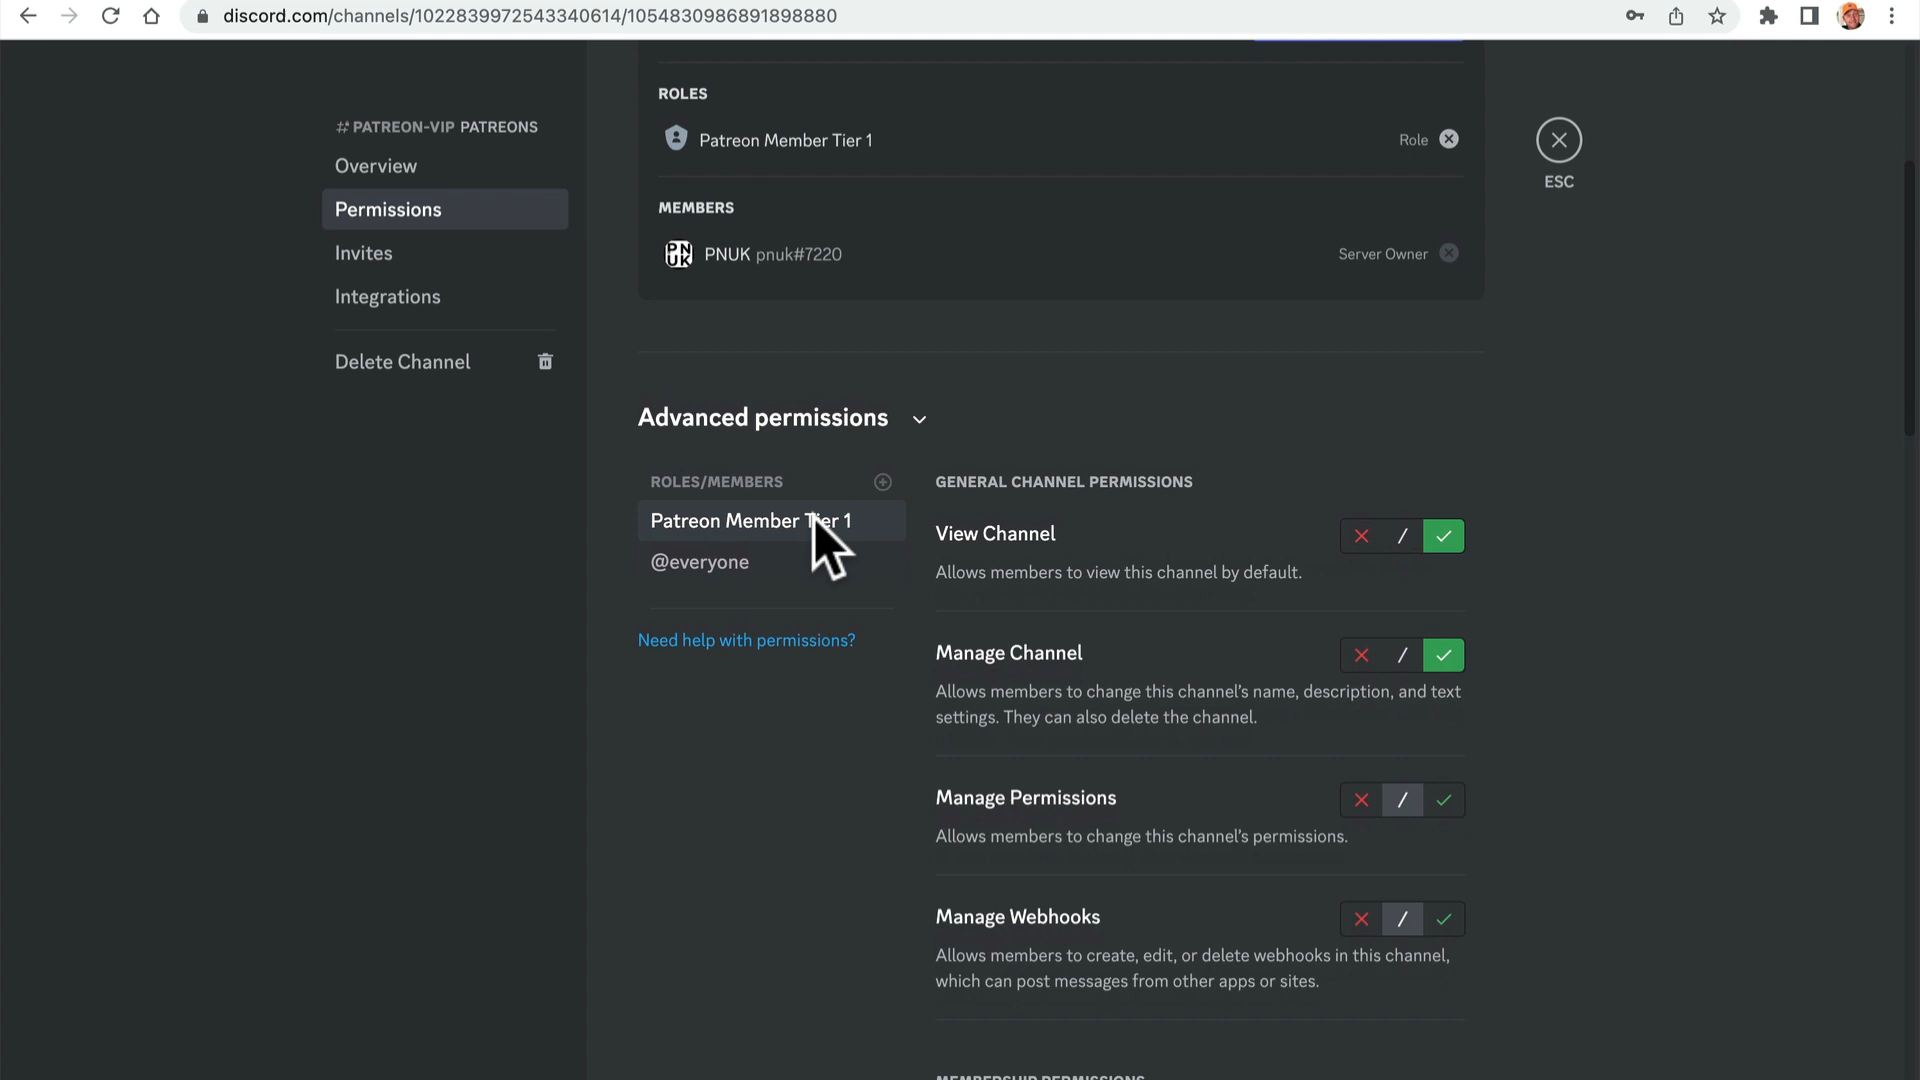 discord.com/channels/1022839972543340614/1054830986891898880
# PATREON-VIP PATREONS
Overview
Permissions
Invites
Integrations
Delete Channel
ROLES
Patreon Member Tier 1
Role
MEMBERS
PNUK
PNUK pnuk#7220
Server Owner
ESC
Advanced permissions
ROLES/MEMBERS
Patreon Member Tier 1
@everyone
Need help with permissions?
GENERAL CHANNEL PERMISSIONS
View Channel
/
Allows members to view this channel by default.
Manage Channel
/
Allows members to change this channel's name, description, and text
settings. They can also delete the channel.
Manage Permissions
/
Allows members to change this channel's permissions.
Manage Webhooks
/
Allows members to create, edit, or delete webhooks in this channel,
which can post messages from other apps or sites.
MEMBERSHIP PERMISSIONS